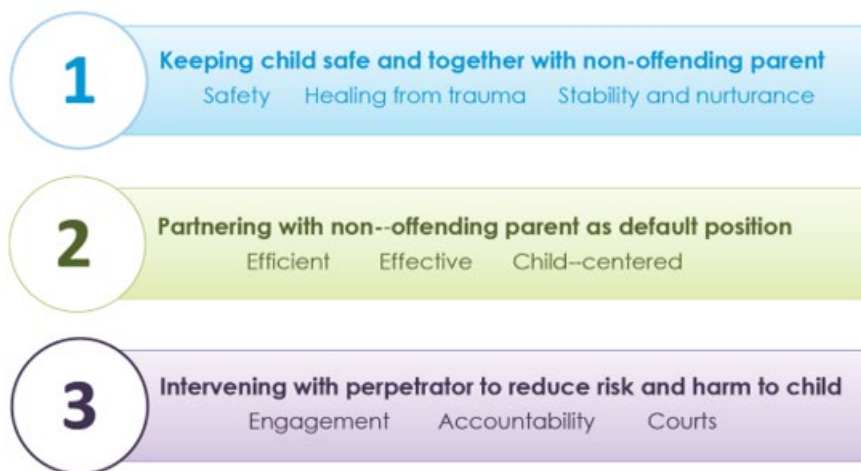 1
Keeping child safe and together with non-offending parent
Safety Healing from trauma Stability and nurturance
2
Partnering with non--offending parent as default position
Efficient Effective Child–centered
3
Intervening with perpetrator to reduce risk and harm to child
Engagement Accountability Courts